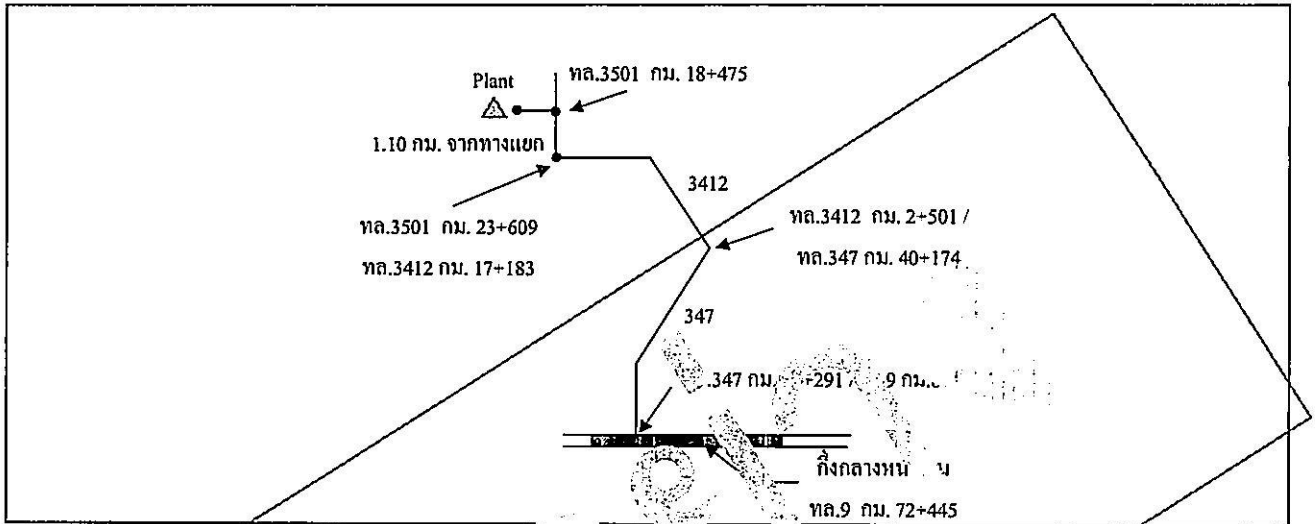 Plant
ทล.3501 กม. 18+475
1.10 กม. จากทางแยก
3412
ทล.3501 กม. 23+609
ทล.3412 กม. 17+183
ทล.3412 กม. 2+501 /
ทล.347 กม. 40+174
347
.347 กม.
+291
9 กม.
กึ่งกลาง
ทล.9 กม. 72+445